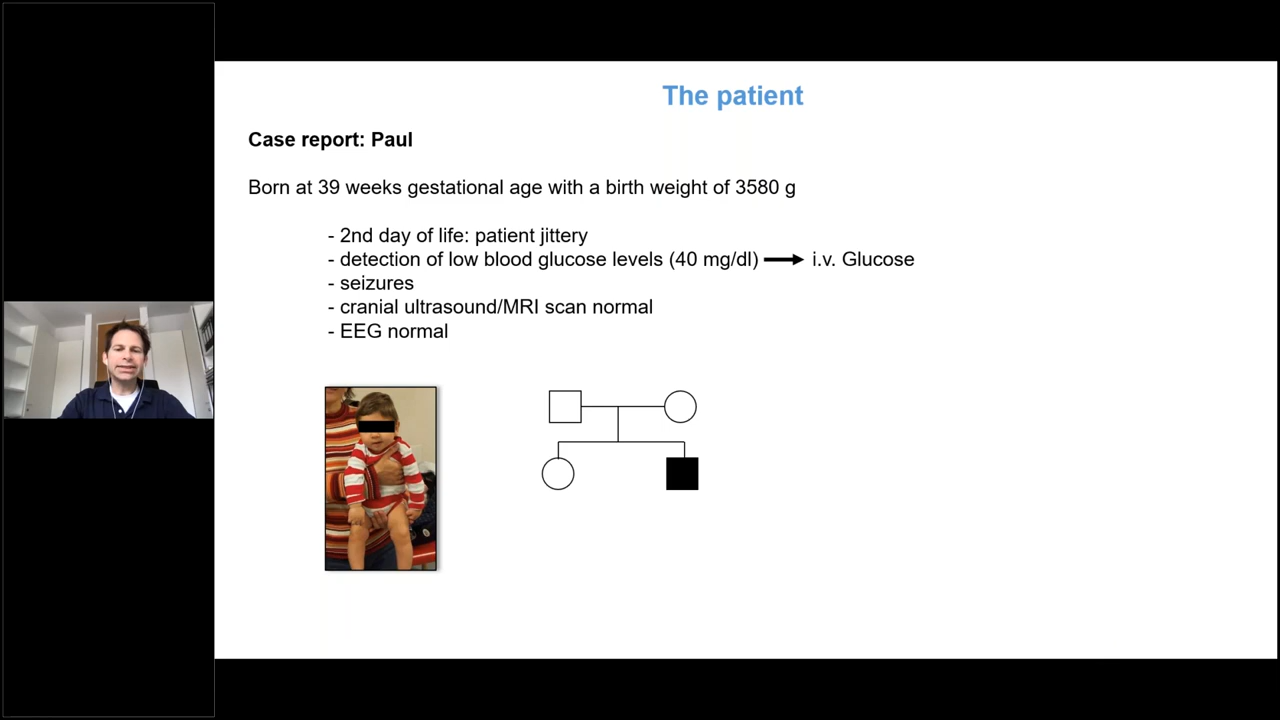 The patient
Case report: Paul
Born at 39 weeks gestational age with a birth weight of 3580 g
- 2nd day of life: patient jittery
- detection of low blood glucose levels (40 mg/dl) → i.v. Glucose
- seizures
- cranial ultrasound/MRI scan normal
- EEG normal